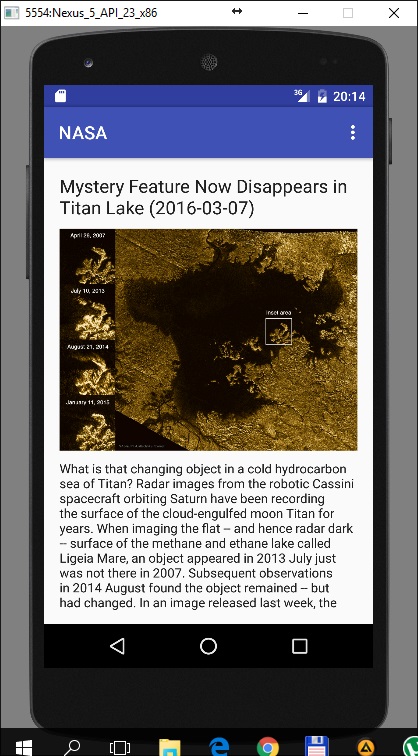 5554:Nexus_5_API_23_x86
3G 20:14
NASA
Mystery Feature Now Disappears in
Titan Lake (2016-03-07)
April 26, 2007
July 10, 2013
August 21, 2014
January 11, 2015
Inset area
What is that changing object in a cold hydrocarbon
sea of Titan? Radar images from the robotic Cassini
spacecraft orbiting Saturn have been recording
the surface of the cloud-engulfed moon Titan for
years. When imaging the flat -- and hence radar dark
-- surface of the methane and ethane lake called
Ligeia Mare, an object appeared in 2013 July just
was not there in 2007. Subsequent observations
in 2014 August found the object remained -- but
had changed. In an image released last week, the